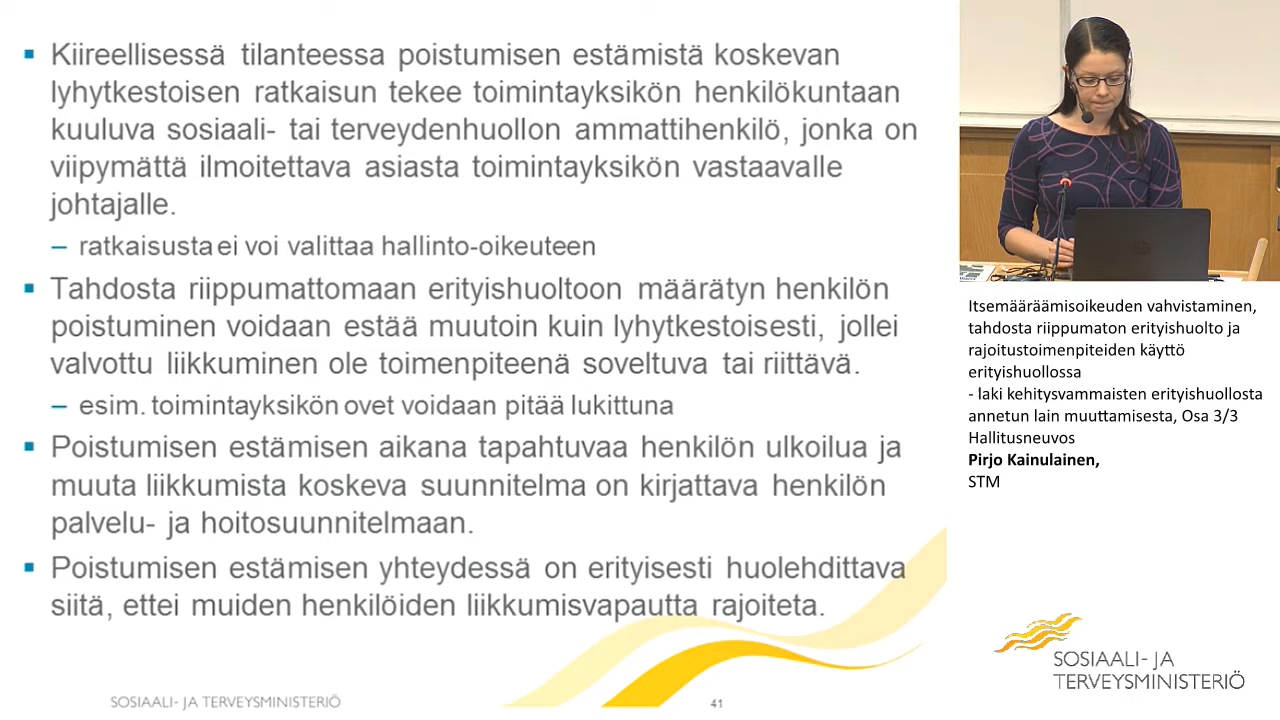 Kiireellisessä tilanteessa poistumisen estämistä koskevan
lyhytkestoisen ratkaisun tekee toimintayksikön henkilökuntaan
kuuluva sosiaali- tai terveydenhuollon ammattihenkilö, jonka on
viipymättä ilmoitettava asiasta toimintayksikön vastaavalle
johtajalle.
– ratkaisusta ei voi valittaa hallinto-oikeuteen
Tahdosta riippumattomaan erityishuoltoon määrätyn henkilön
poistuminen voidaan estää muutoin kuin lyhytkestoisesti, jollei
valvottu liikkuminen ole toimenpiteenä soveltuva tai riittävä.
– esim. toimintayksikön ovet voidaan pitää lukittuna
Poistumisen estämisen aikana tapahtuvaa henkilön ulkoilua ja
muuta liikkumista koskeva suunnitelma on kirjattava henkilön
palvelu- ja hoitosuunnitelmaan.
Poistumisen estämisen yhteydessä on erityisesti huolehdittava
siitä, ettei muiden henkilöiden liikkumisvapautta rajoiteta.
SOSIAALI- JA TERVEYSMINISTERIÖ
41
Itsemääräämisoikeuden vahvistaminen,
tahdosta riippumaton erityishuolto ja
rajoitustoimenpiteiden käyttö
erityishuollossa
- laki kehitysvammaisten erityishuollosta
annetun lain muuttamisesta, Osa 3/3
Hallitusneuvos
Pirjo Kainulainen,
STM
SOSIAALI- JA
TERVEYSMINISTERIÖ